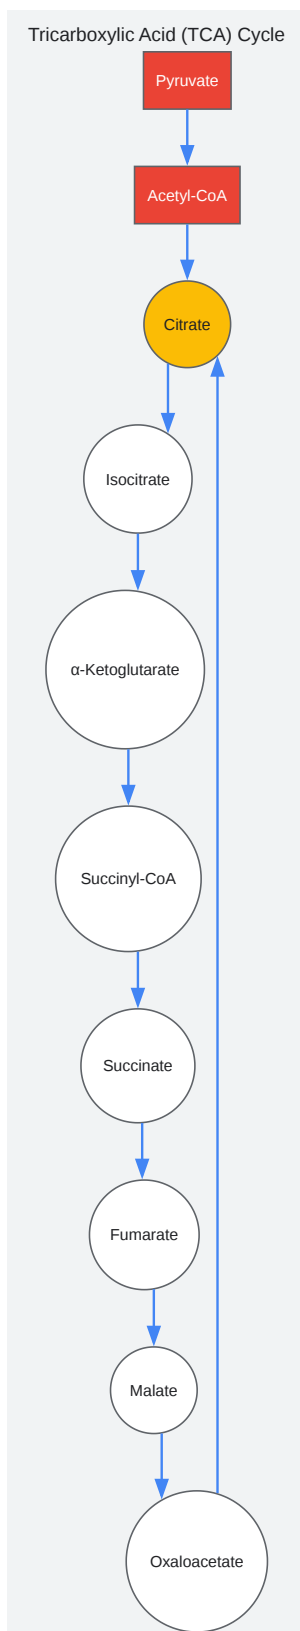 Tricarboxylic Acid (TCA) Cycle
Pyruvate
Acetyl-CoA
Citrate
Isocitrate
α-Ketoglutarate
Succinyl-CoA
Succinate
Fumarate
Malate
Oxaloacetate